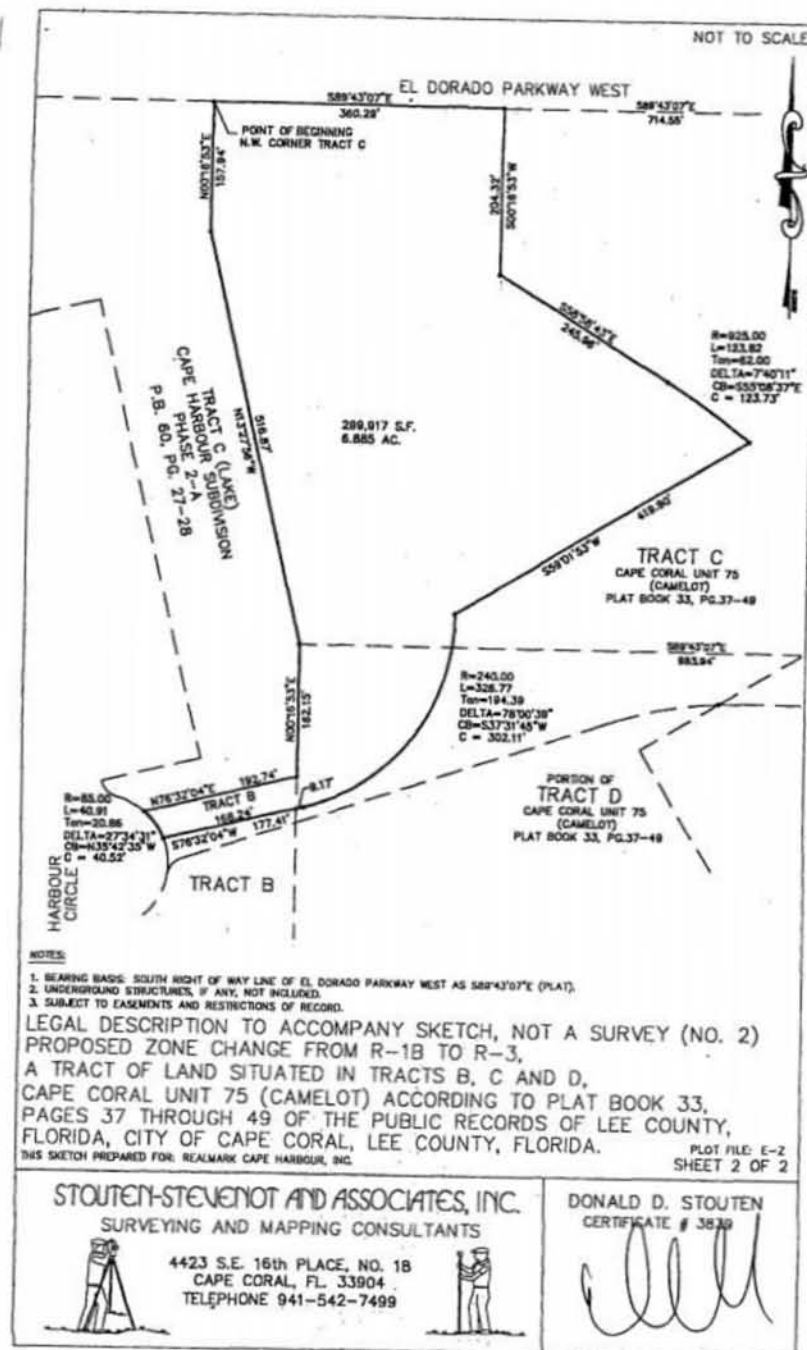 NOT TO SCALE
EL DORADO PARKWAY WEST
S89°43'07"E
360.29'
S89°43'07"E
714.55'
POINT OF BEGINNING
N.W. CORNER TRACT C
N00°16'53"E
157.94'
204.32'
S00°16'53"W
S58°58'43"E
245.96'
R=925.00
L=123.82
Tan=62.00
DELTA=7°40'11"
CB=S55°08'37"E
C = 123.73'
TRACT C (LAKE)
CAPE HARBOUR SUBDIVISION
PHASE 2-A
P.B. 60, PG. 27-28
516.87'
N13°27'56"W
299,917 S.F.
6.885 AC.
419.90'
S59°01'53"W
TRACT C
CAPE CORAL UNIT 75
(CAMELOT)
PLAT BOOK 33, PG.37-49
S89°43'07"E
883.94'
N00°16'53"E
162.15'
R=240.00
L=326.77
Tan=194.39
DELTA=78°00'39"
CB=S37°31'45"W
C = 302.11'
N76°32'04"E 192.74'
TRACT B
168.24'
9.17'
S76°32'04"W 177.41'
R=85.00
L=40.91
Tan=20.86
DELTA=27°34'31"
CB=N35°42'35"W
C = 40.52'
PORTION OF
TRACT D
CAPE CORAL UNIT 75
(CAMELOT)
PLAT BOOK 33, PG.37-49
TRACT B
HARBOUR
CIRCLE
NOTES:
1. BEARING BASIS: SOUTH RIGHT OF WAY LINE OF EL DORADO PARKWAY WEST AS S89°43'07"E (PLAT).
2. UNDERGROUND STRUCTURES, IF ANY, NOT INCLUDED.
3. SUBJECT TO EASEMENTS AND RESTRICTIONS OF RECORD.
LEGAL DESCRIPTION TO ACCOMPANY SKETCH, NOT A SURVEY (NO. 2)
PROPOSED ZONE CHANGE FROM R-1B TO R-3,
A TRACT OF LAND SITUATED IN TRACTS B, C AND D,
CAPE CORAL UNIT 75 (CAMELOT) ACCORDING TO PLAT BOOK 33,
PAGES 37 THROUGH 49 OF THE PUBLIC RECORDS OF LEE COUNTY,
FLORIDA, CITY OF CAPE CORAL, LEE COUNTY, FLORIDA.
PLOT FILE: E-Z
THIS SKETCH PREPARED FOR: REALMARK CAPE HARBOUR, INC.
SHEET 2 OF 2
STOUTEN-STEVENOT AND ASSOCIATES, INC.
SURVEYING AND MAPPING CONSULTANTS
4423 S.E. 16th PLACE, NO. 1B
CAPE CORAL, FL. 33904
TELEPHONE 941-542-7499
DONALD D. STOUTEN
CERTIFICATE # 3839